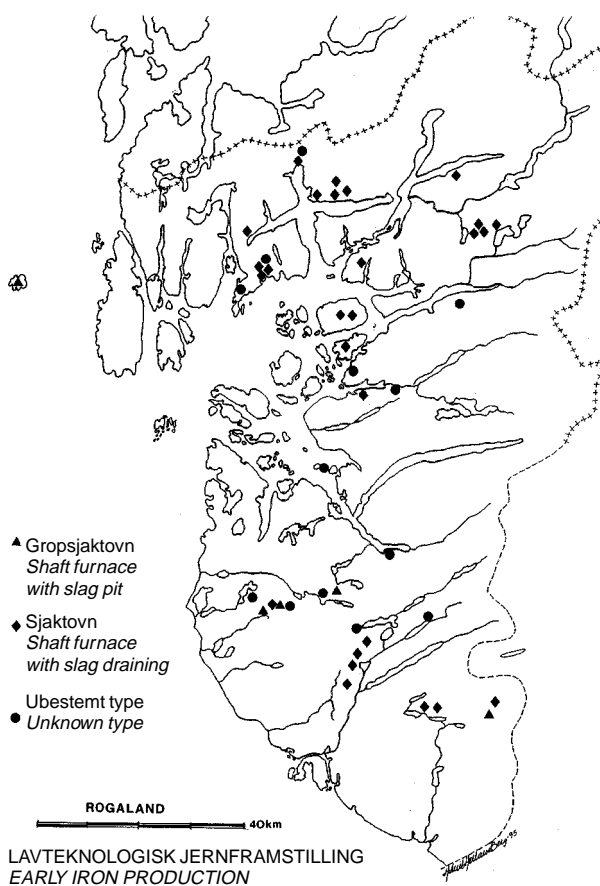 Gropsjaktovn
Shaft furnace
with slag pit
Sjaktovn
Shaft furnace
with slag draining
Ubestemt type
Unknown type
ROGALAND
40km
LAVTEKNOLOGISK JERNFRAMSTILLING
EARLY IRON PRODUCTION